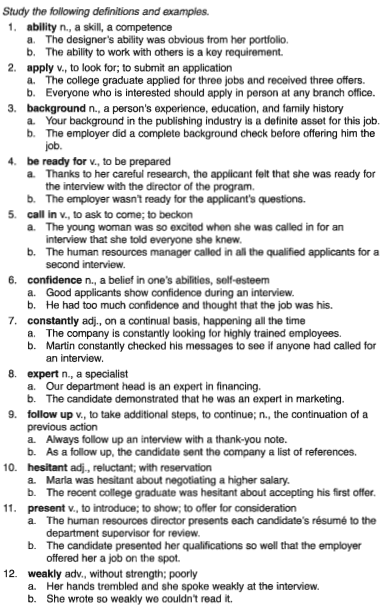 Study the following definitions and examples.
1. ability n., a skill, a competence
a. The designer's ability was obvious from her portfolio.
b. The ability to work with others is a key requirement.
2. apply v., to look for; to submit an application
a. The college graduate applied for three jobs and received three offers.
b. Everyone who is interested should apply in person at any branch office.
3. background n., a person's experience, education, and family history
a. Your background in the publishing industry is a definite asset for this job.
b. The employer did a complete background check before offering him the
job.
4. be ready for v., to be prepared
a. Thanks to her careful research, the applicant felt that she was ready for
the interview with the director of the program.
b. The employer wasn't ready for the applicant's questions.
5. call in v., to ask to come; to beckon
a. The young woman was so excited when she was called in for an
interview that she told everyone she knew.
b. The human resources manager called in all the qualified applicants for a
second interview.
6. confidence n., a belief in one's abilities, self-esteem
a. Good applicants show confidence during an interview.
b. He had too much confidence and thought that the job was his.
7. constantly adj., on a continual basis, happening all the time
a. The company is constantly looking for highly trained employees.
b. Martin constantly checked his messages to see if anyone had called for
an interview.
8. expert n., a specialist
a. Our department head is an expert in financing.
b. The candidate demonstrated that he was an expert in marketing.
9. follow up v., to take additional steps, to continue; n., the continuation of a
previous action
a. Always follow up an interview with a thank-you note.
b. As a follow up, the candidate sent the company a list of references.
10. hesitant adj., reluctant; with reservation
a. Marla was hesitant about negotiating a higher salary.
b. The recent college graduate was hesitant about accepting his first offer.
11. present v., to introduce; to show; to offer for consideration
a. The human resources director presents each candidate's résumé to the
department supervisor for review.
b. The candidate presented her qualifications so well that the employer
offered her a job on the spot.
12. weakly adv., without strength; poorly
a. Her hands trembled and she spoke weakly at the interview.
b. She wrote so weakly we couldn't read it.